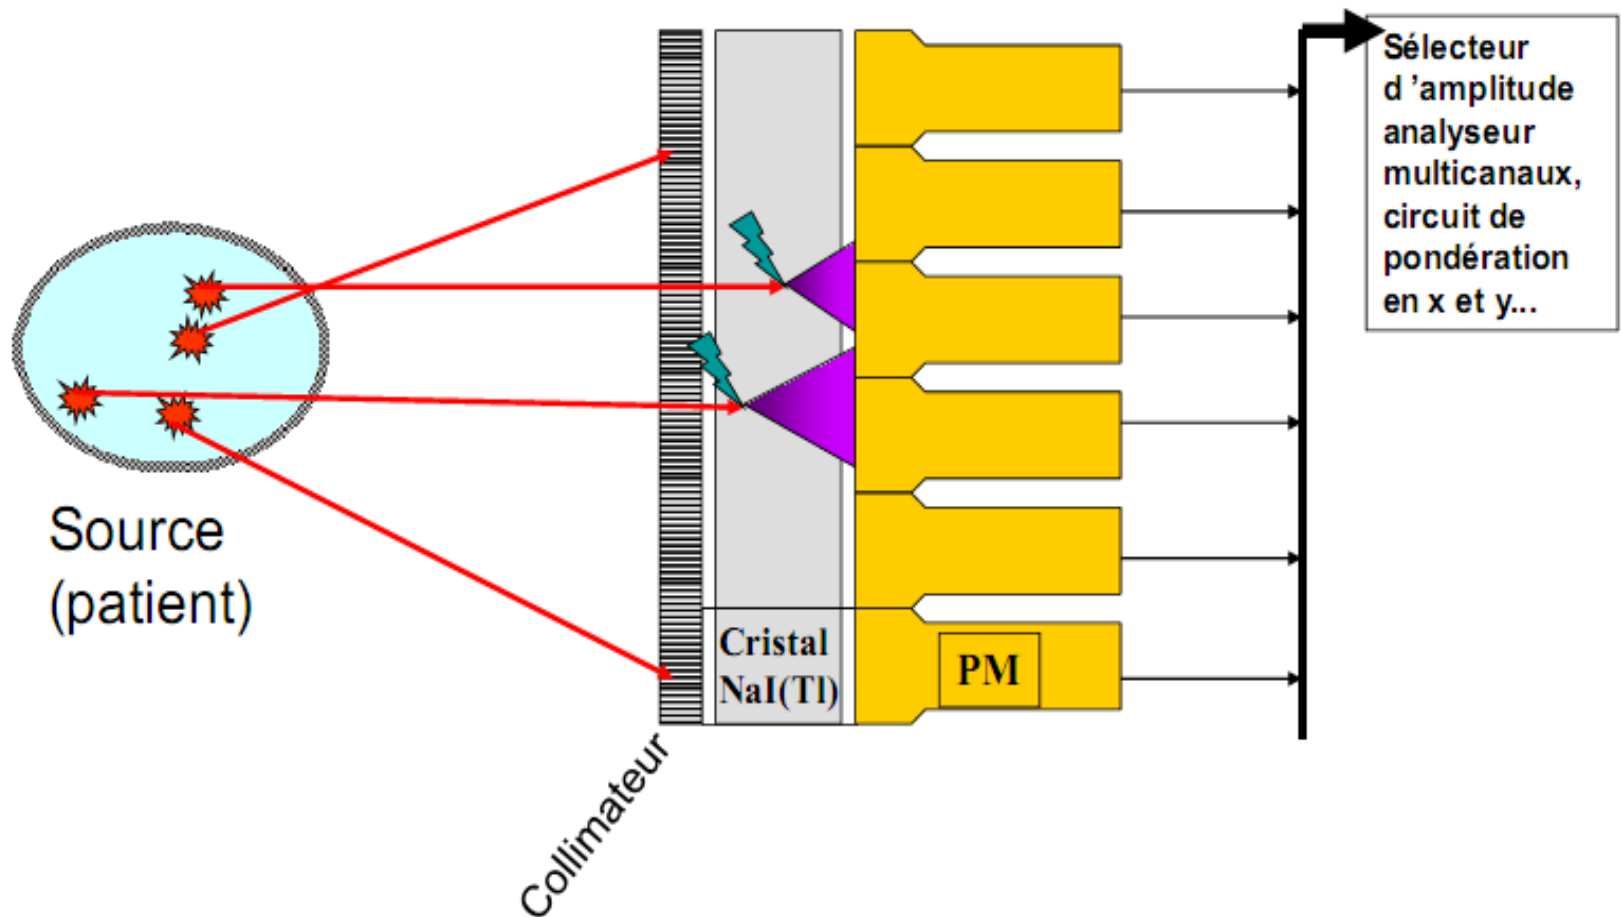 Source
(patient)
Collimateur
Cristal
NaI(Tl)
PM
Sélecteur
d ’amplitude
analyseur
multicanaux,
circuit de
pondération
en x et y...